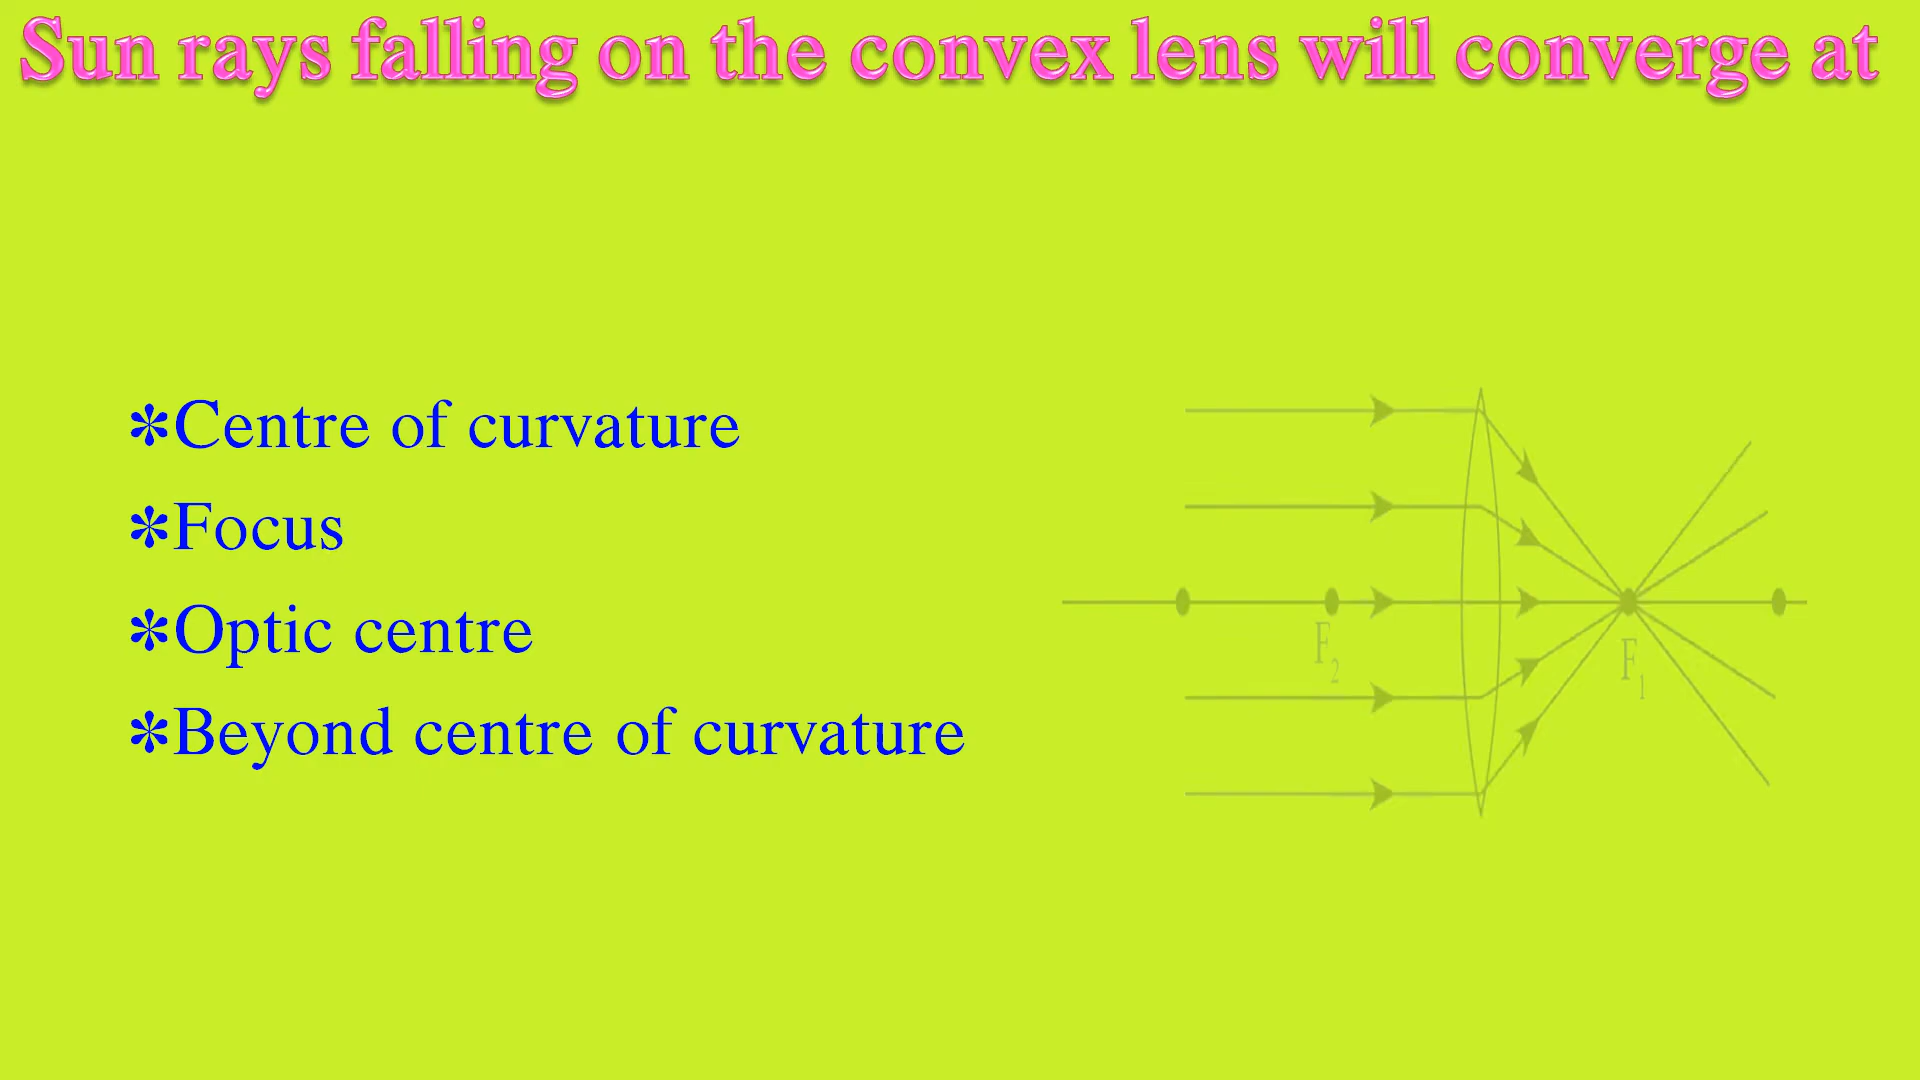 Sun rays falling on the convex lens will converge at
*Centre of curvature
*Focus
*Optic centre
*Beyond centre of curvature
F2
F1